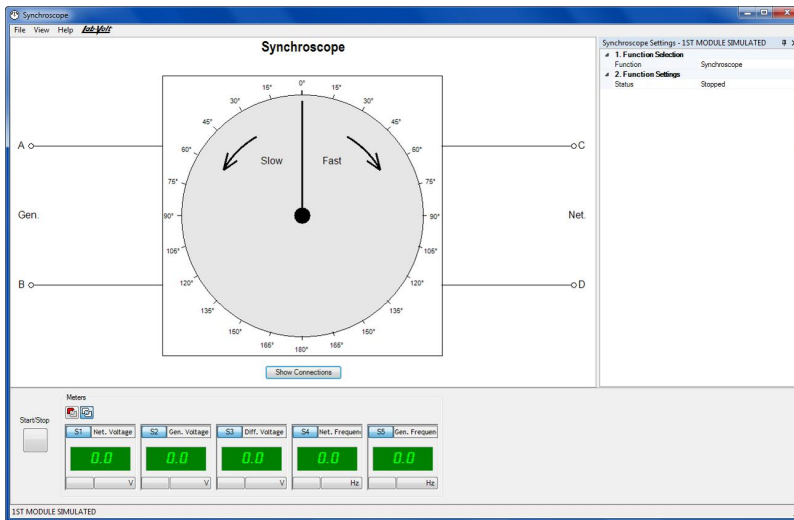 Synchroscope
File View Help Lab-Volt
Synchroscope
Synchroscope Settings - 1ST MODULE SIMULATED
1. Function Selection
Function Synchroscope
2. Function Settings
Status Stopped
0°
15° 15°
30° 30°
45° 45°
60° 60°
75° 75°
90° 90°
105° 105°
120° 120°
135° 135°
150° 150°
165° 165°
180°
Slow Fast
A C
Gen. Net.
B D
Show Connections
Meters
Start/Stop
S1 Net. Voltage S2 Gen. Voltage S3 Diff. Voltage S4 Net. Frequen S5 Gen. Frequen
0.0 0.0 0.0 0.0 0.0
V V V Hz Hz
1ST MODULE SIMULATED